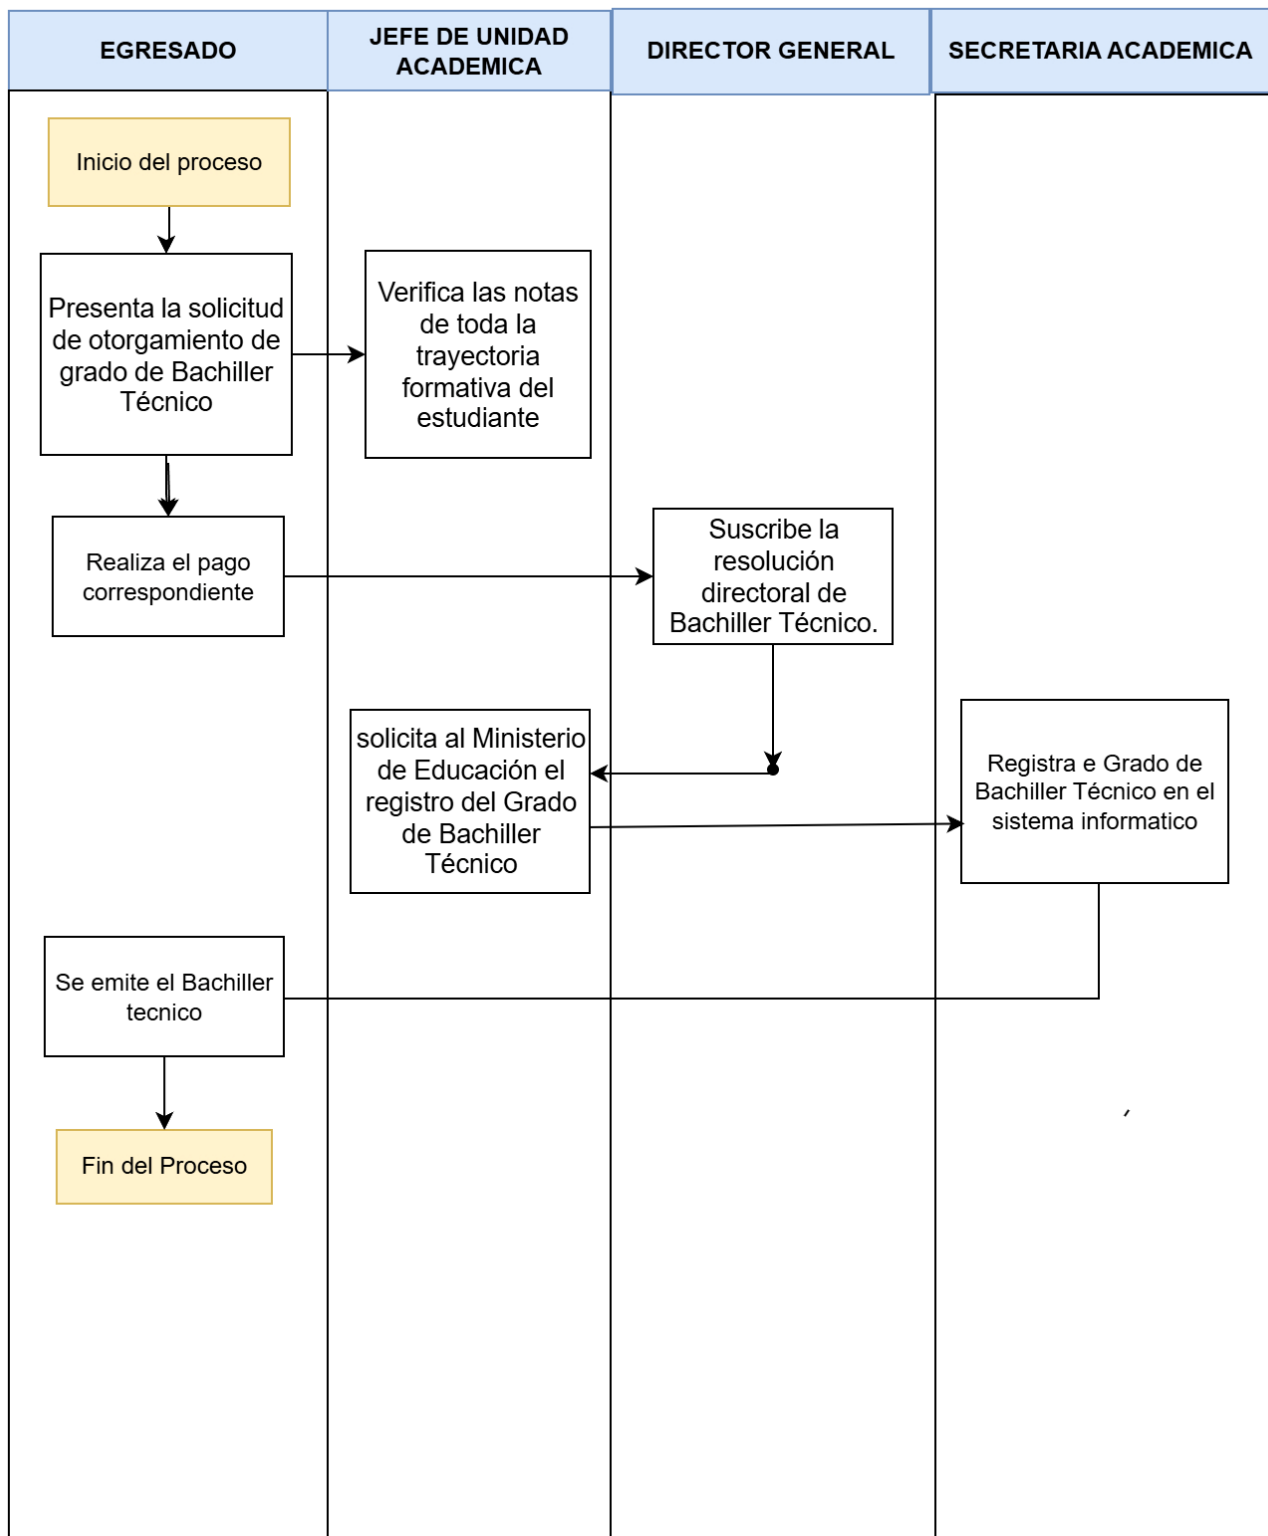 EGRESADO
JEFE DE UNIDAD
ACADEMICA
DIRECTOR GENERAL
SECRETARIA ACADEMICA
Inicio del proceso
Presenta la solicitud
de otorgamiento de
grado de Bachiller
Técnico
Verifica las notas
de toda la
trayectoria
formativa del
estudiante
Realiza el pago
correspondiente
Suscribe la
resolución
directoral de
Bachiller Técnico.
solicita al Ministerio
de Educación el
registro del Grado
de Bachiller
Técnico
Registra e Grado de
Bachiller Técnico en el
sistema informatico
Se emite el Bachiller
tecnico
Fin del Proceso